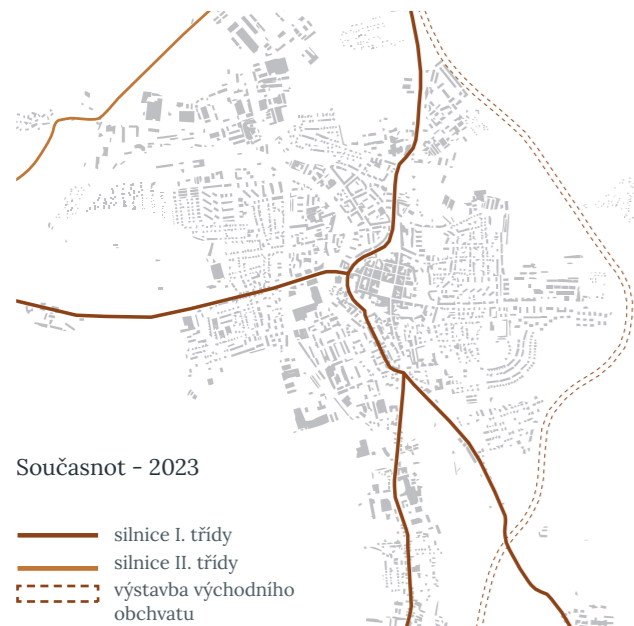 Současnot - 2023
silnice I. třídy
silnice II. třídy
výstavba východního
obchvatu